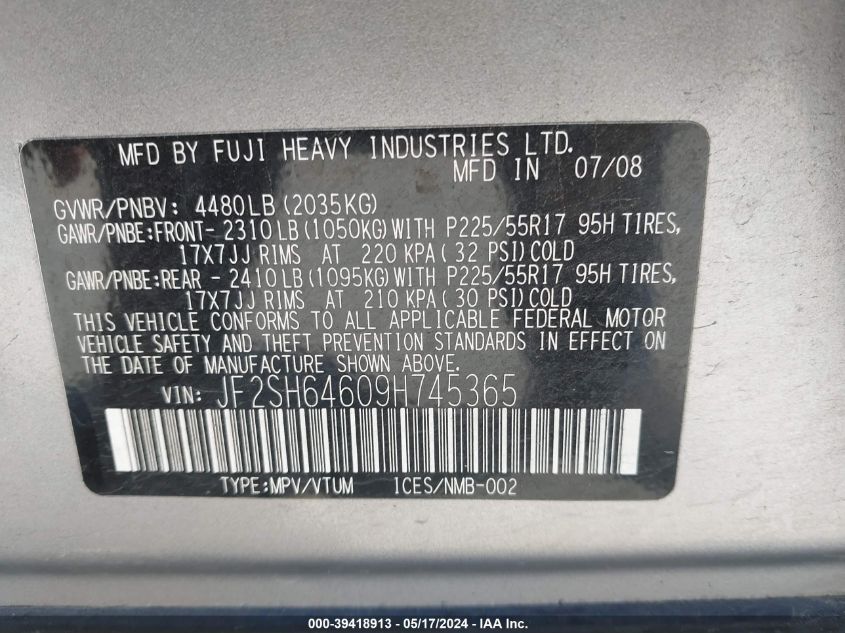 MFD BY FUJI HEAVY INDUSTRIES LTD.
MFD IN 07/08
GVWR/PNBV: 4480LB (2035KG)
GAWR/PNBE:FRONT- 2310LB (1050KG) WITH P225/55R17 95H TIRES,
17X7JJ RIMS AT 220 KPA ( 32 PSI) COLD
GAWR/PNBE:REAR - 2410LB (1095KG) WITH P225/55R17 95H TIRES,
17X7JJ RIMS AT 210 KPA ( 30 PSI) COLD
THIS VEHICLE CONFORMS TO ALL APPLICABLE FEDERAL MOTOR
VEHICLE SAFETY AND THEFT PREVENTION STANDARDS IN EFFECT ON
THE DATE OF MANUFACTURE SHOWN ABOVE.
VIN: JF2SH64609H745365
TYPE:MPV/VTUM ICES/NMB-002
000-39418913 - 05/17/2024 - IAA Inc.